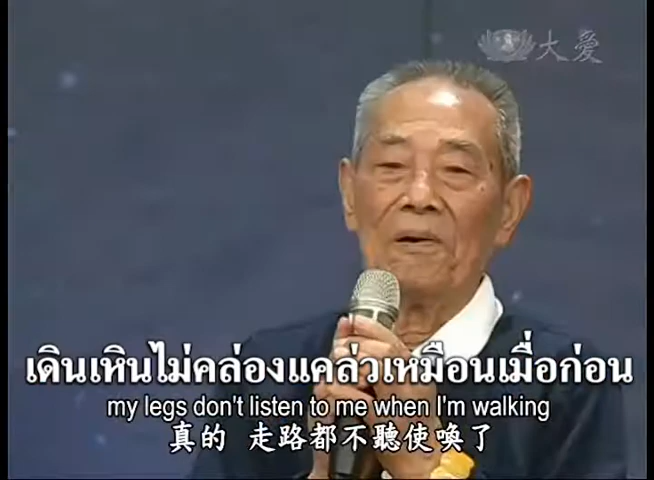 大愛
เดินเหินไม่คล่องแคล่วเหมือนเมื่อก่อน
my legs don't listen to me when I'm walking
真的 走路都不聽使喚了